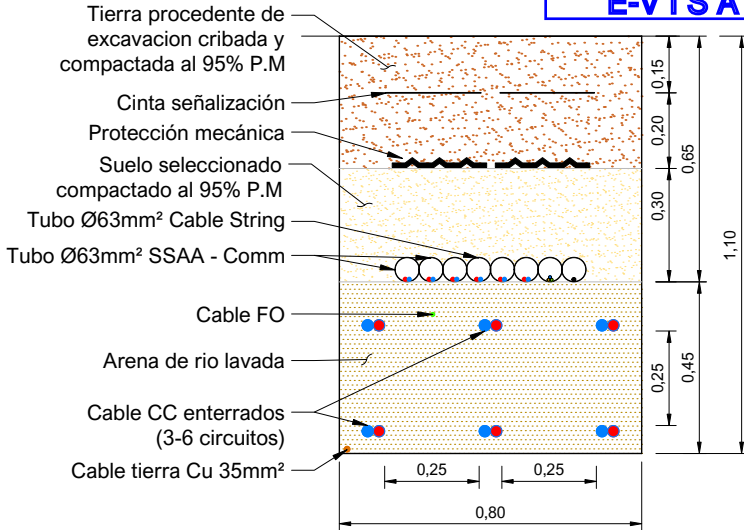 E-VISA
Tierra procedente de
excavacion cribada y
compactada al 95% P.M
Cinta señalización
Protección mecánica
Suelo seleccionado
compactado al 95% P.M
Tubo Ø63mm² Cable String
Tubo Ø63mm² SSAA - Comm
Cable FO
Arena de rio lavada
Cable CC enterrados
(3-6 circuitos)
Cable tierra Cu 35mm²
0,15
0,20
0,30
0,65
1,10
0,25
0,45
0,25
0,25
0,80